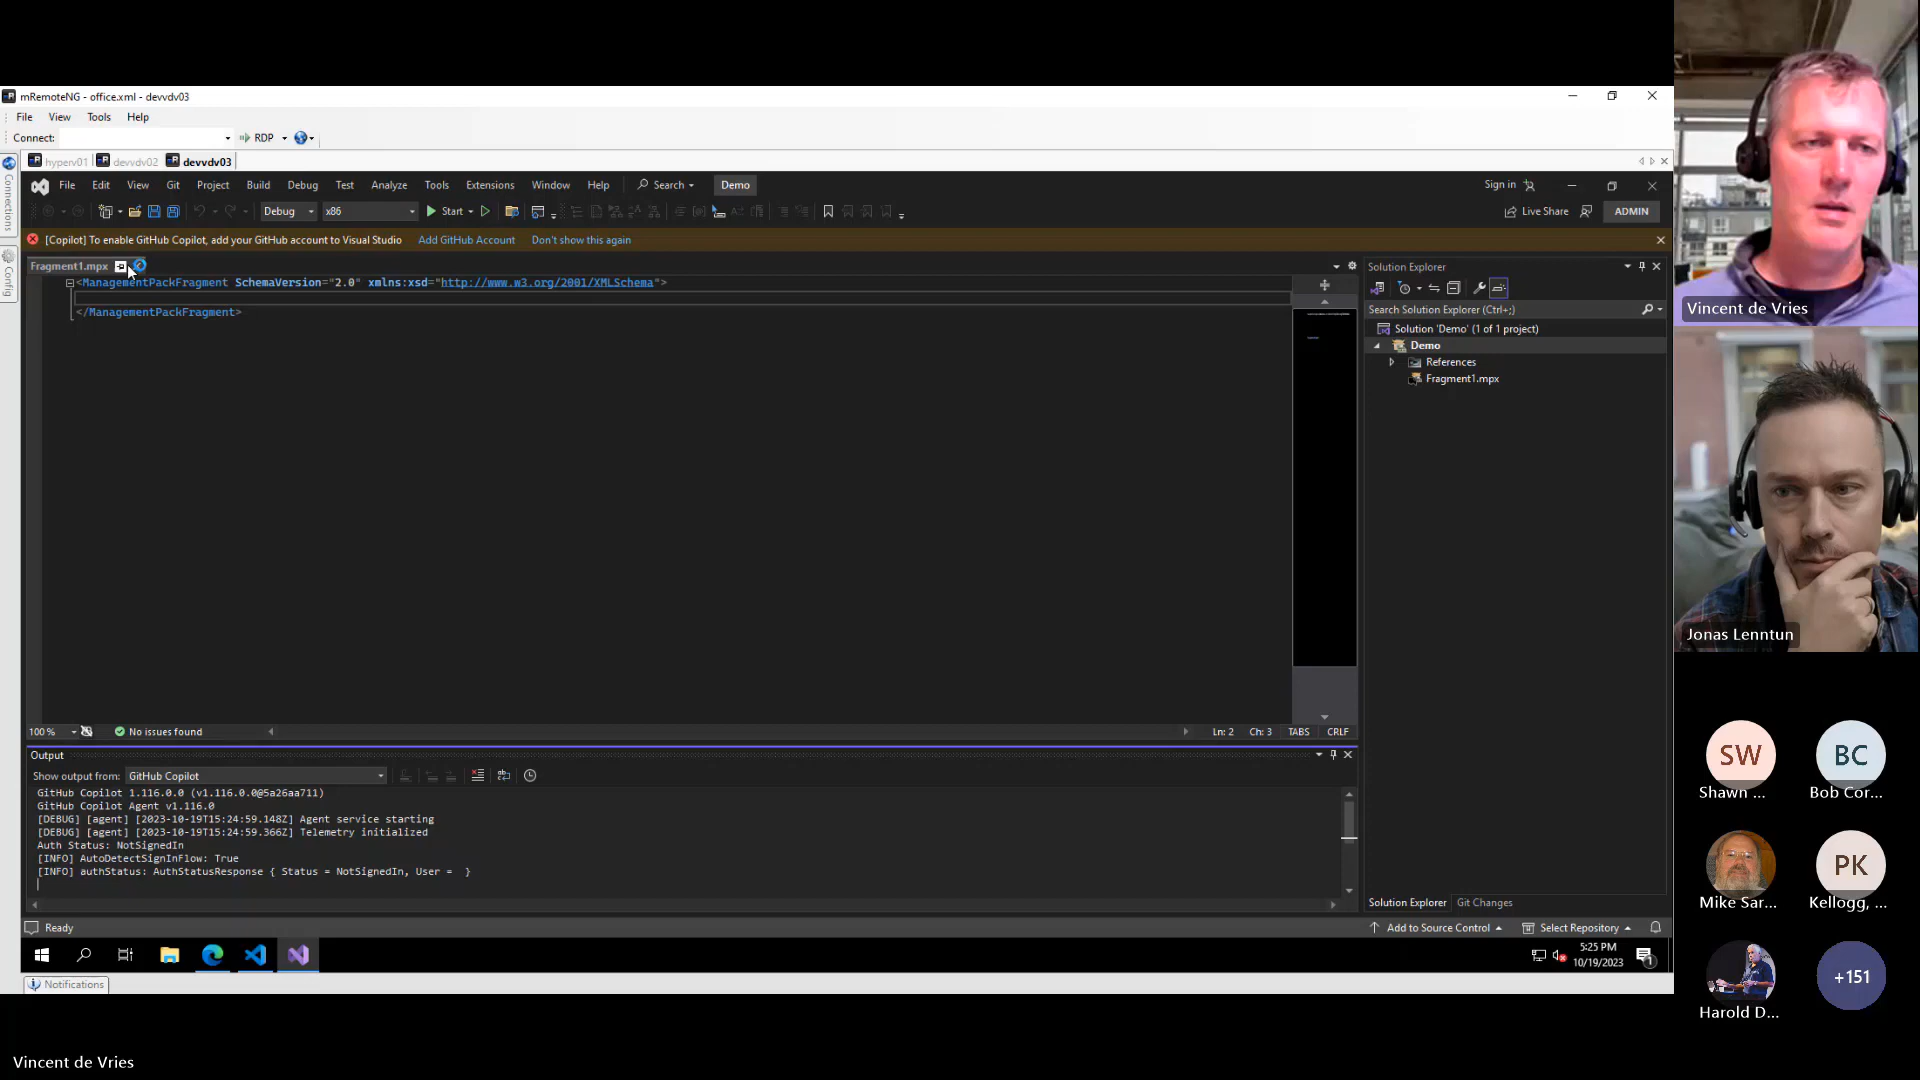 mRemoteNG - office.xml - devvdv03
File View Tools Help
Connect: RDP
hyperv01 devvdv02 devvdv03
File Edit View Git Project Build Debug Test Analyze Tools Extensions Window Help Search Demo Sign in
Debug x86 Start Live Share ADMIN
[Copilot] To enable GitHub Copilot, add your GitHub account to Visual Studio Add GitHub Account Don't show this again
Fragment1.mpx
<ManagementPackFragment SchemaVersion="2.0" xmlns:xsd="http://www.w3.org/2001/XMLSchema">
</ManagementPackFragment>
100 % No issues found Ln: 2 Ch: 3 TABS CRLF
Output
Show output from: GitHub Copilot
GitHub Copilot 1.116.0.0 (v1.116.0.0@5a26aa711)
GitHub Copilot Agent v1.116.0
[DEBUG] [agent] [2023-10-19T15:24:59.148Z] Agent service starting
[DEBUG] [agent] [2023-10-19T15:24:59.366Z] Telemetry initialized
Auth Status: NotSignedIn
[INFO] AutoDetectSignInFlow: True
[INFO] authStatus: AuthStatusResponse { Status = NotSignedIn, User = }
Solution Explorer
Search Solution Explorer (Ctrl+;)
Solution 'Demo' (1 of 1 project)
Demo
References
Fragment1.mpx
Solution Explorer Git Changes
Ready Add to Source Control Select Repository
5:25 PM
10/19/2023
1
Notifications
Connections
Config
Vincent de Vries
Jonas Lenntun
SW
Shawn ...
BC
Bob Cor...
Mike Sar...
PK
Kellogg, ...
Harold D...
+151
Vincent de Vries